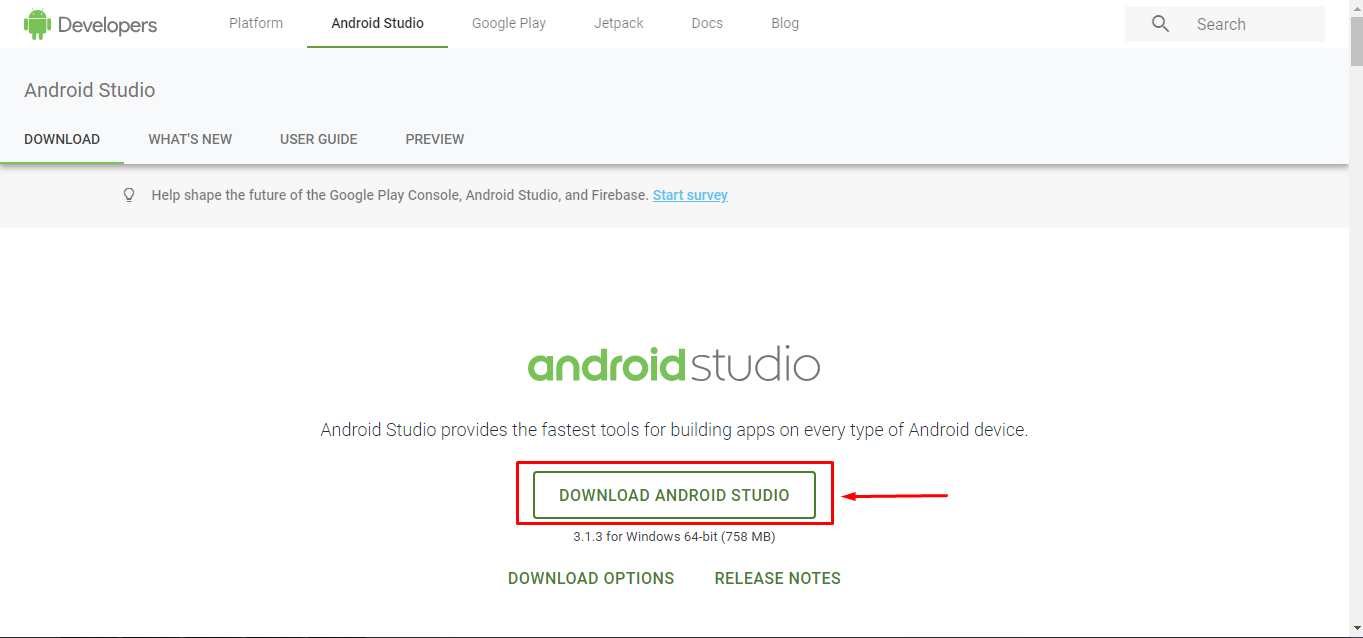 Developers
Platform
Android Studio
Google Play
Jetpack
Docs
Blog
Search
Android Studio
DOWNLOAD
WHAT'S NEW
USER GUIDE
PREVIEW
Help shape the future of the Google Play Console, Android Studio, and Firebase. Start survey
androidstudio
Android Studio provides the fastest tools for building apps on every type of Android device.
DOWNLOAD ANDROID STUDIO
3.1.3 for Windows 64-bit (758 MB)
DOWNLOAD OPTIONS
RELEASE NOTES